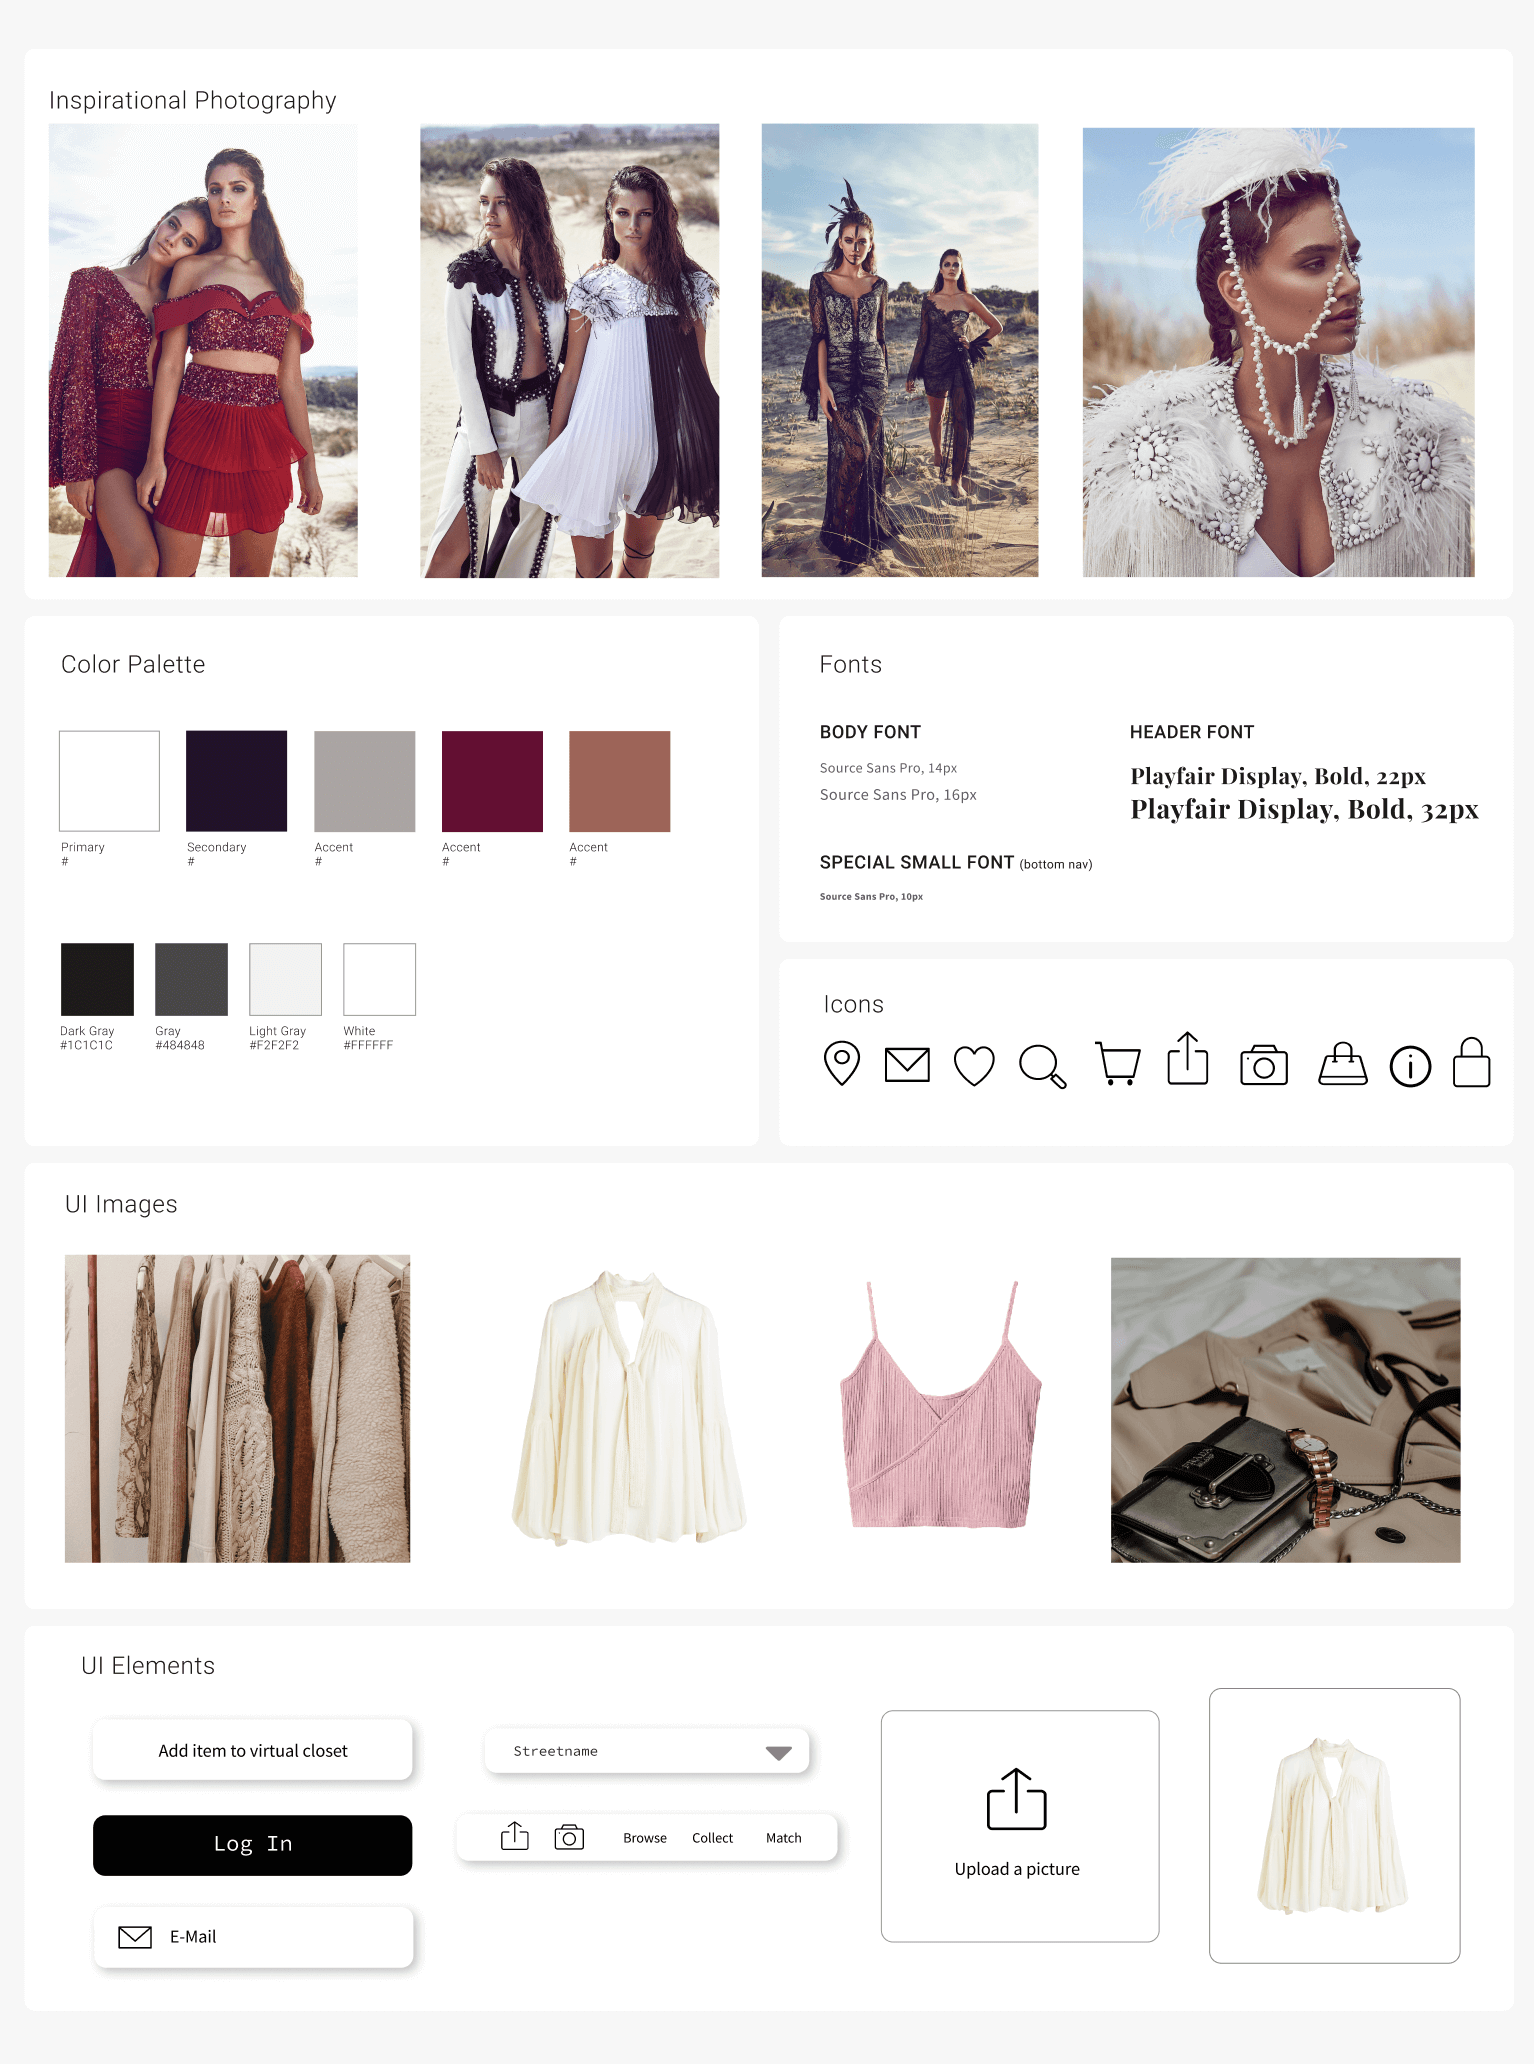 Inspirational Photography
Color Palette
Primary
#
Secondary
#
Accent
#
Accent
#
Accent
#
Dark Gray
#1C1C1C
Gray
#484848
Light Gray
#F2F2F2
White
#FFFFFF
Fonts
BODY FONT
Source Sans Pro, 14px
Source Sans Pro, 16px
HEADER FONT
Playfair Display, Bold, 22px
Playfair Display, Bold, 32px
SPECIAL SMALL FONT (bottom nav)
Source Sans Pro, 10px
Icons
UI Images
PRADA
UI Elements
Add item to virtual closet
Log In
E-Mail
Streetname
Browse Collect Match
Upload a picture